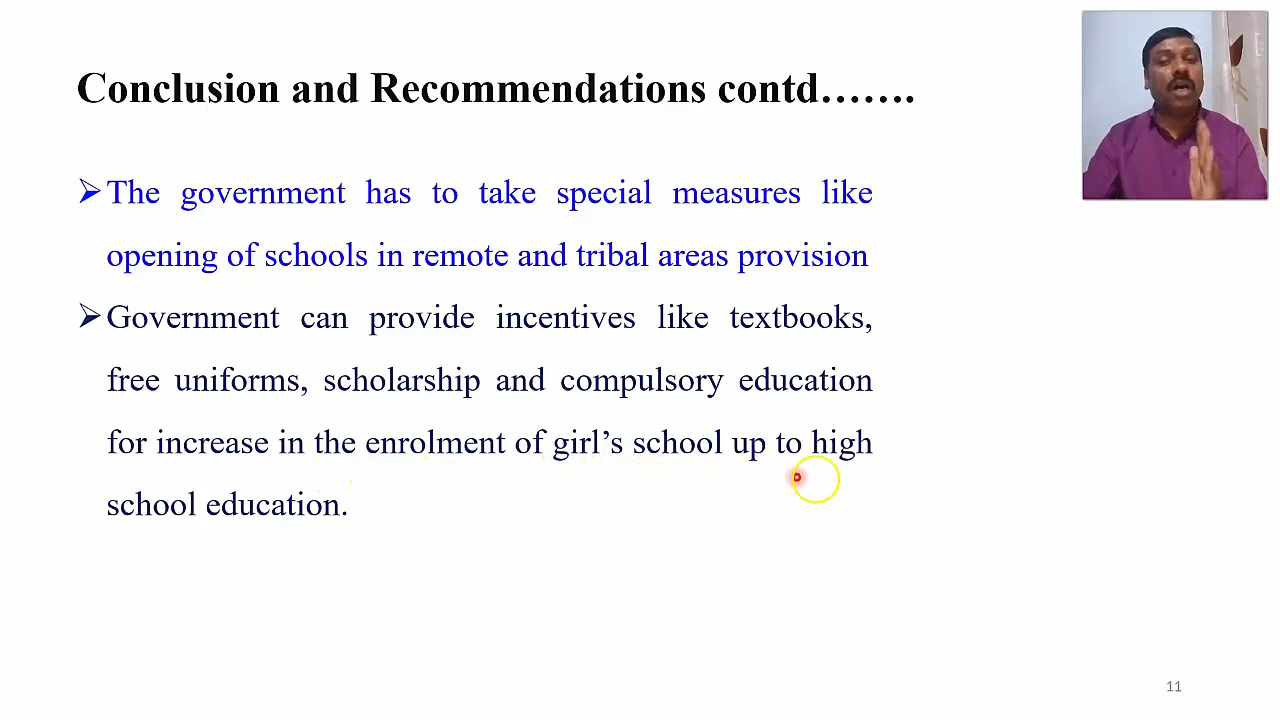 Conclusion and Recommendations contd…….
➢The government has to take special measures like
opening of schools in remote and tribal areas provision
➢Government can provide incentives like textbooks,
free uniforms, scholarship and compulsory education
for increase in the enrolment of girl’s school up to high
school education.
11